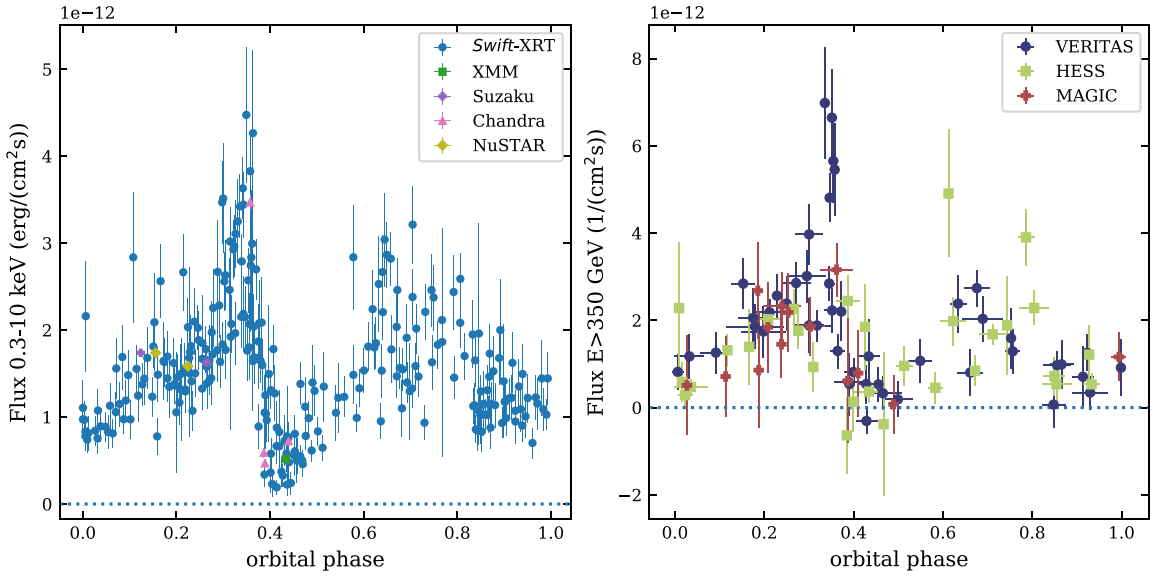 1e−12
Flux 0.3-10 keV (erg/(cm²s))
5
4
3
2
1
0
0.0 0.2 0.4 0.6 0.8 1.0
orbital phase
Swift-XRT
XMM
Suzaku
Chandra
NuSTAR
1e−12
Flux E>350 GeV (1/(cm²s))
8
6
4
2
0
−2
0.0 0.2 0.4 0.6 0.8 1.0
orbital phase
VERITAS
HESS
MAGIC